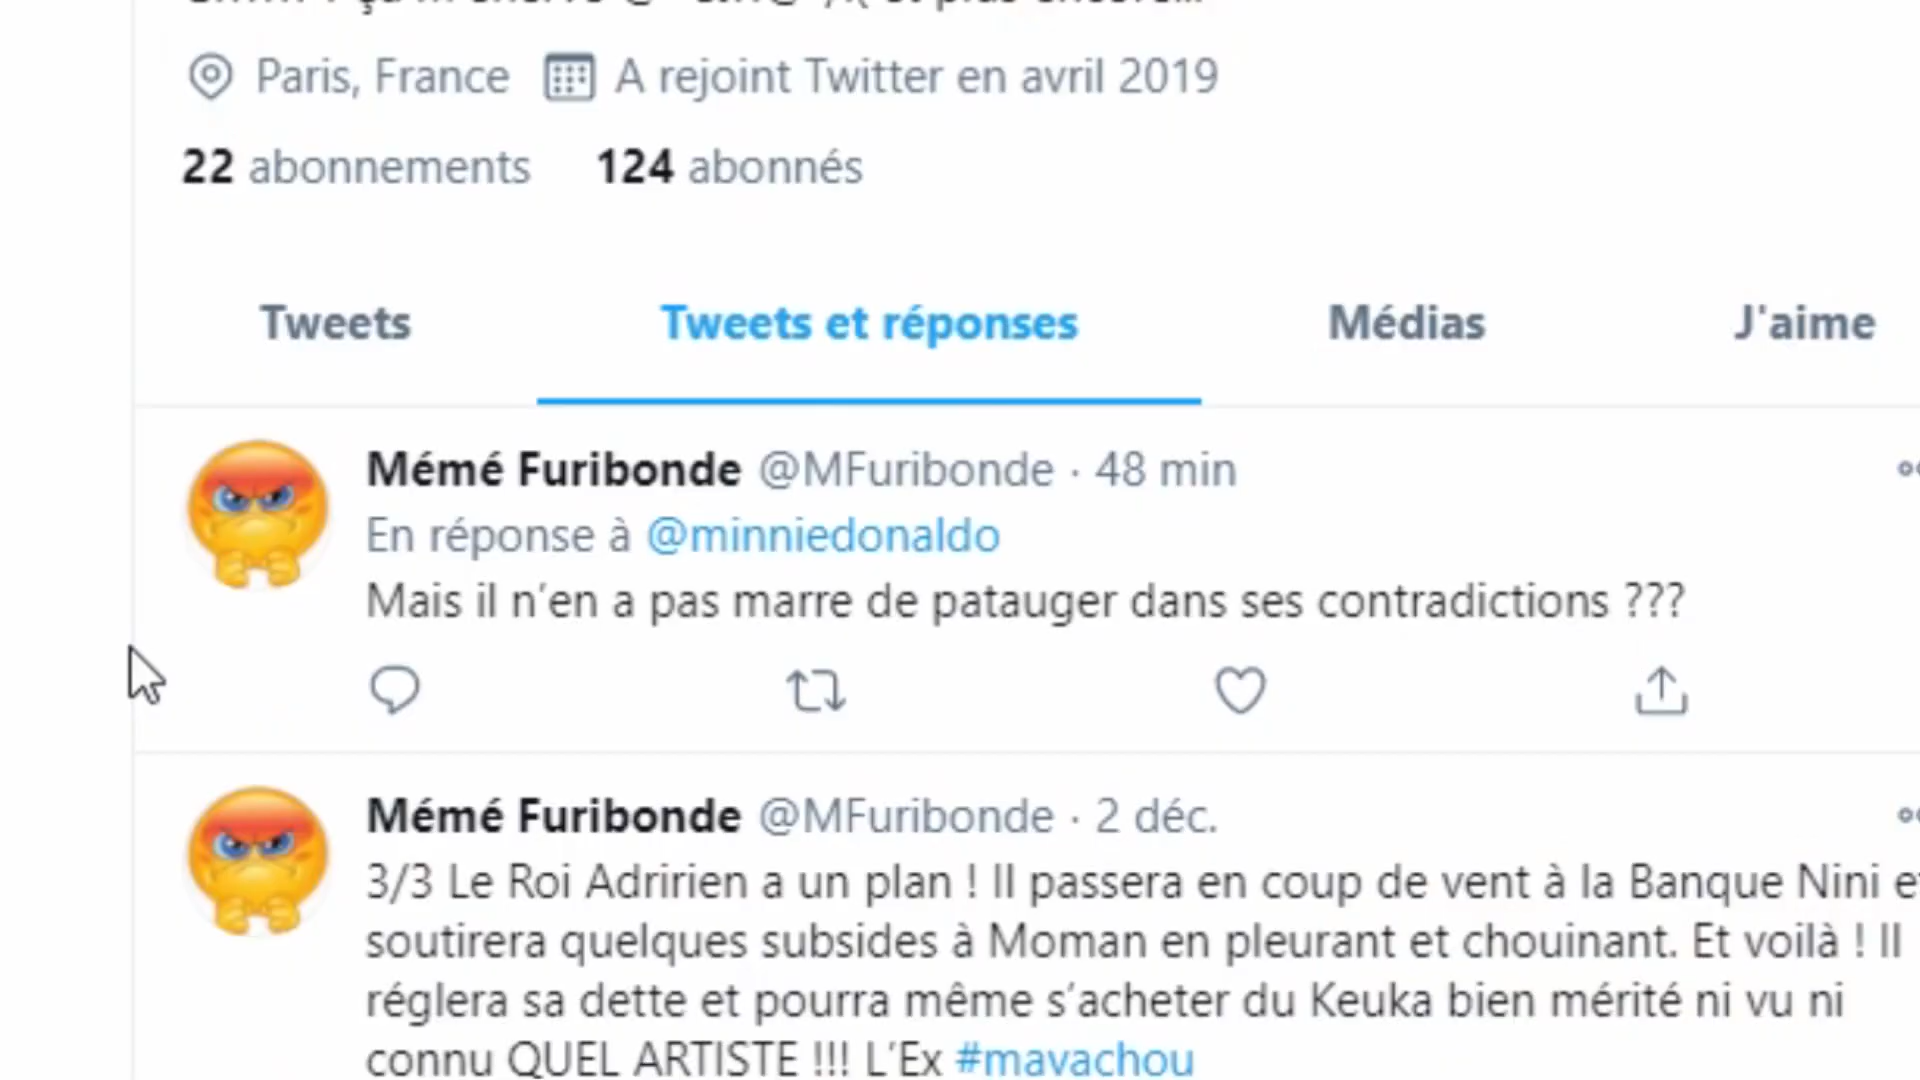 Paris, France A rejoint Twitter en avril 2019
22 abonnements 124 abonnés
Tweets Tweets et réponses Médias J'aime
Mémé Furibonde @MFuribonde · 48 min
En réponse à @minniedonaldo
Mais il n’en a pas marre de patauger dans ses contradictions ???
Mémé Furibonde @MFuribonde · 2 déc.
3/3 Le Roi Adririen a un plan ! Il passera en coup de vent à la Banque Nini et
soutirera quelques subsides à Moman en pleurant et chouinant. Et voilà ! Il
réglera sa dette et pourra même s’acheter du Keuka bien mérité ni vu ni
connu QUEL ARTISTE !!! L’Ex #mavachou